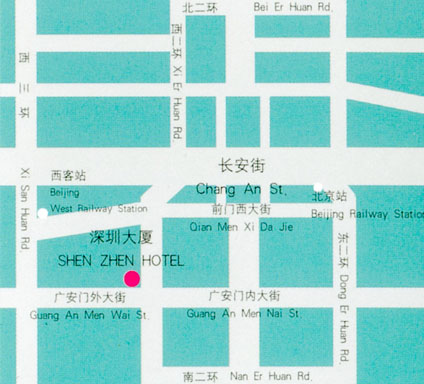 北二环
Bei Er Huan Rd.
西二环 Xi Er Huan Rd.
西三环
Xi San Huan Rd
长安街
Chang An St.
西客站
Beijing
West Railway Station
北京站
Beijing Railway Station
前门西大街
Qian Men Xi Da Jie
深圳大厦
SHEN ZHEN HOTEL
东二环 Dong Er Huan Rd.
广安门外大街
Guang An Men Wai St.
广安门内大街
Guang An Men Nai St.
南二环 Nan Er Huan Rd.